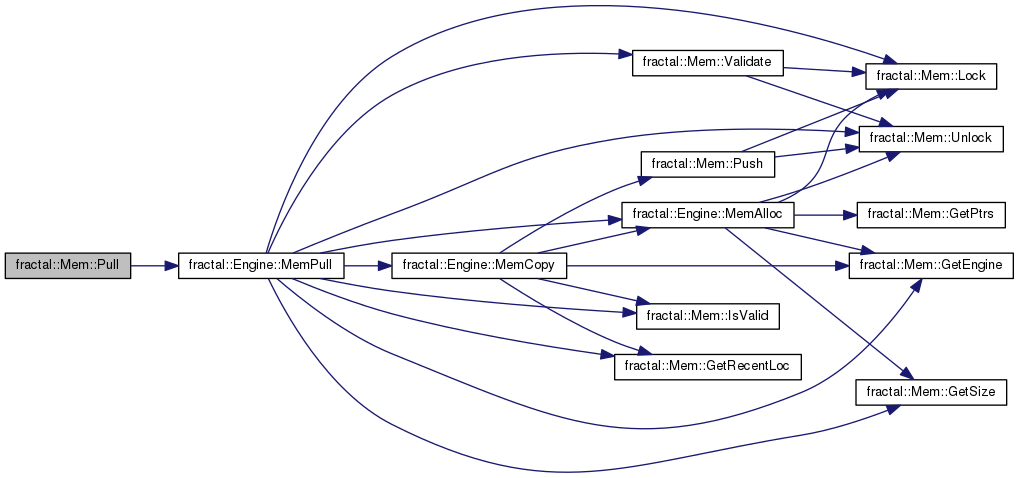 fractal::Mem::Pull
fractal::Engine::MemPull
fractal::Engine::MemCopy
fractal::Mem::Validate
fractal::Mem::Push
fractal::Engine::MemAlloc
fractal::Mem::IsValid
fractal::Mem::GetRecentLoc
fractal::Mem::Lock
fractal::Mem::Unlock
fractal::Mem::GetPtrs
fractal::Mem::GetEngine
fractal::Mem::GetSize